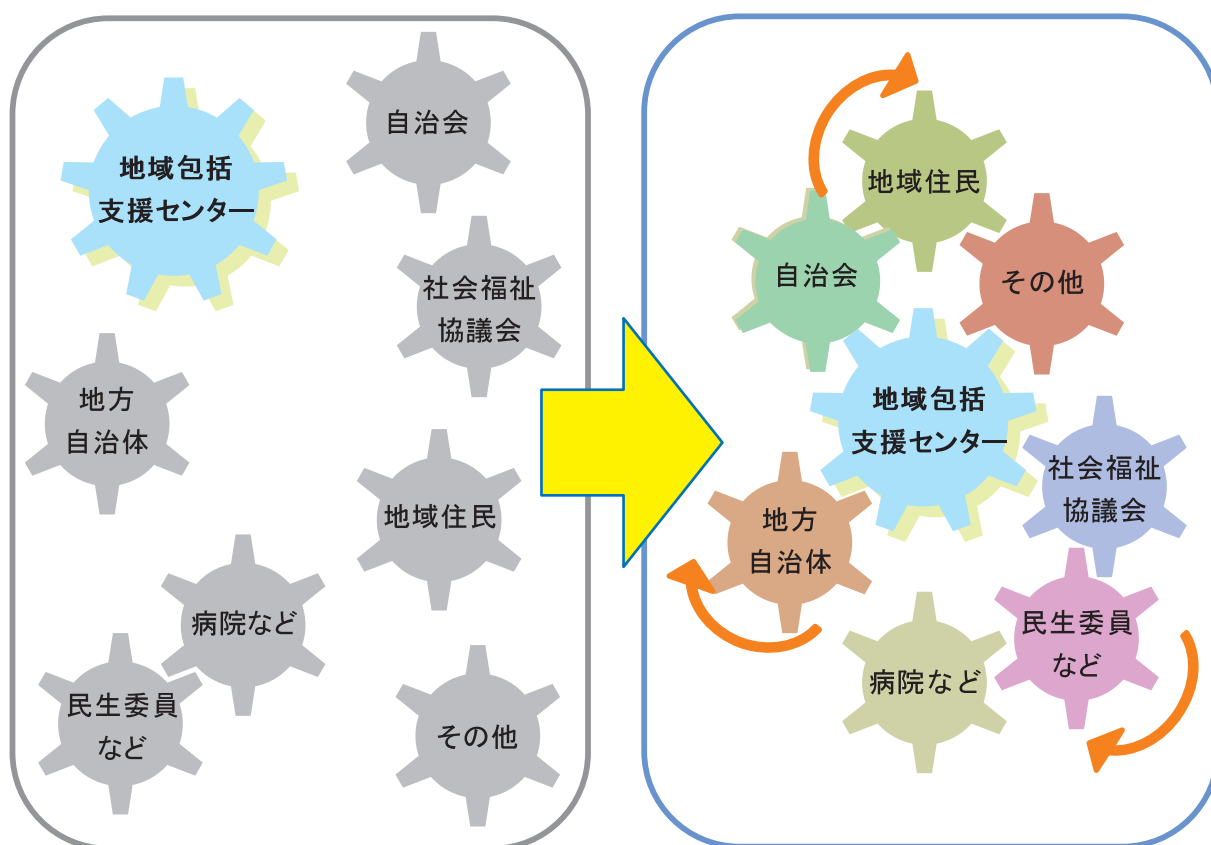 自治会
地域包括
支援センター
社会福祉
協議会
地方
自治体
地域住民
病院など
民生委員
など
その他
地域住民
自治会
その他
地域包括
支援センター
社会福祉
協議会
地方
自治体
民生委員
など
病院など